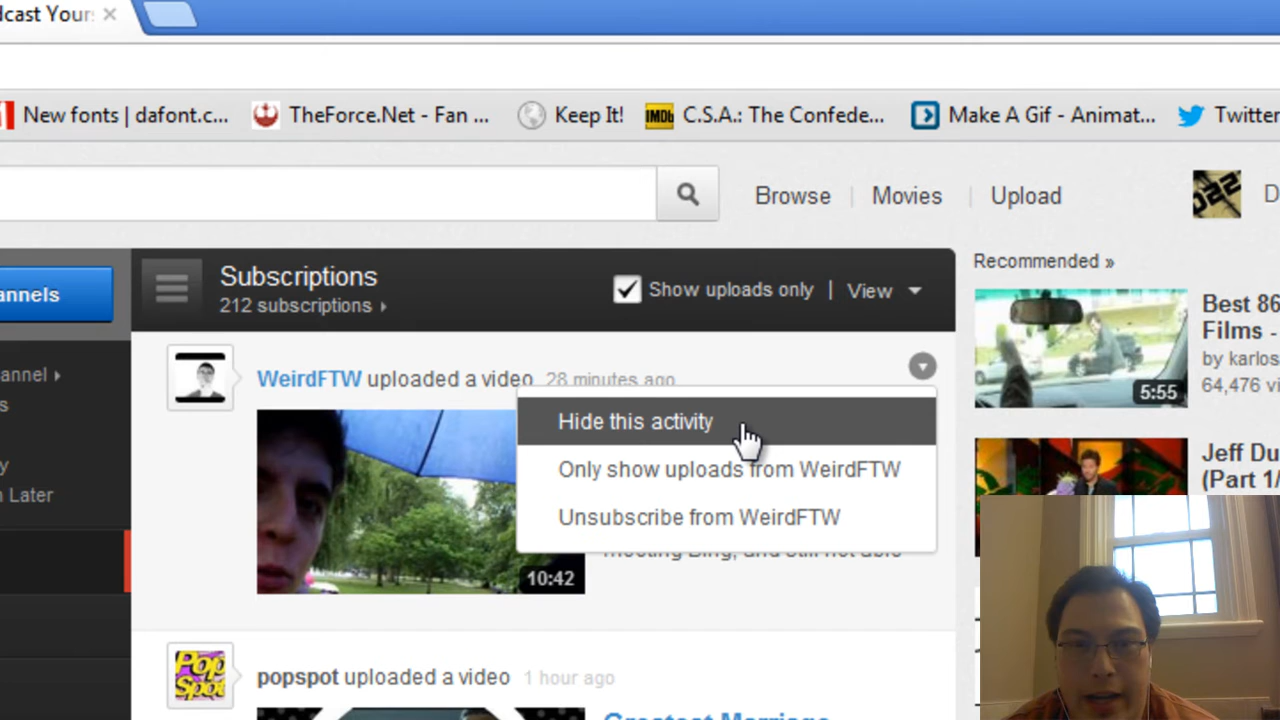 dcast Your
New fonts | dafont.c...
TheForce.Net - Fan ...
Keep It!
IMDb
C.S.A.: The Confede...
Make A Gif - Animat...
Twitter
Browse | Movies | Upload
D
annels
Subscriptions
212 subscriptions
Show uploads only | View
Recommended »
annel
s
y
n Later
WeirdFTW uploaded a video 28 minutes ago
Hide this activity
Only show uploads from WeirdFTW
Unsubscribe from WeirdFTW
meeting Bing, and still not able
10:42
Best 86
Films -
by karlos
64,476 vi
5:55
Jeff Du
(Part 1/
Pop
Spot
popspot uploaded a video 1 hour ago
Greatest Marriage